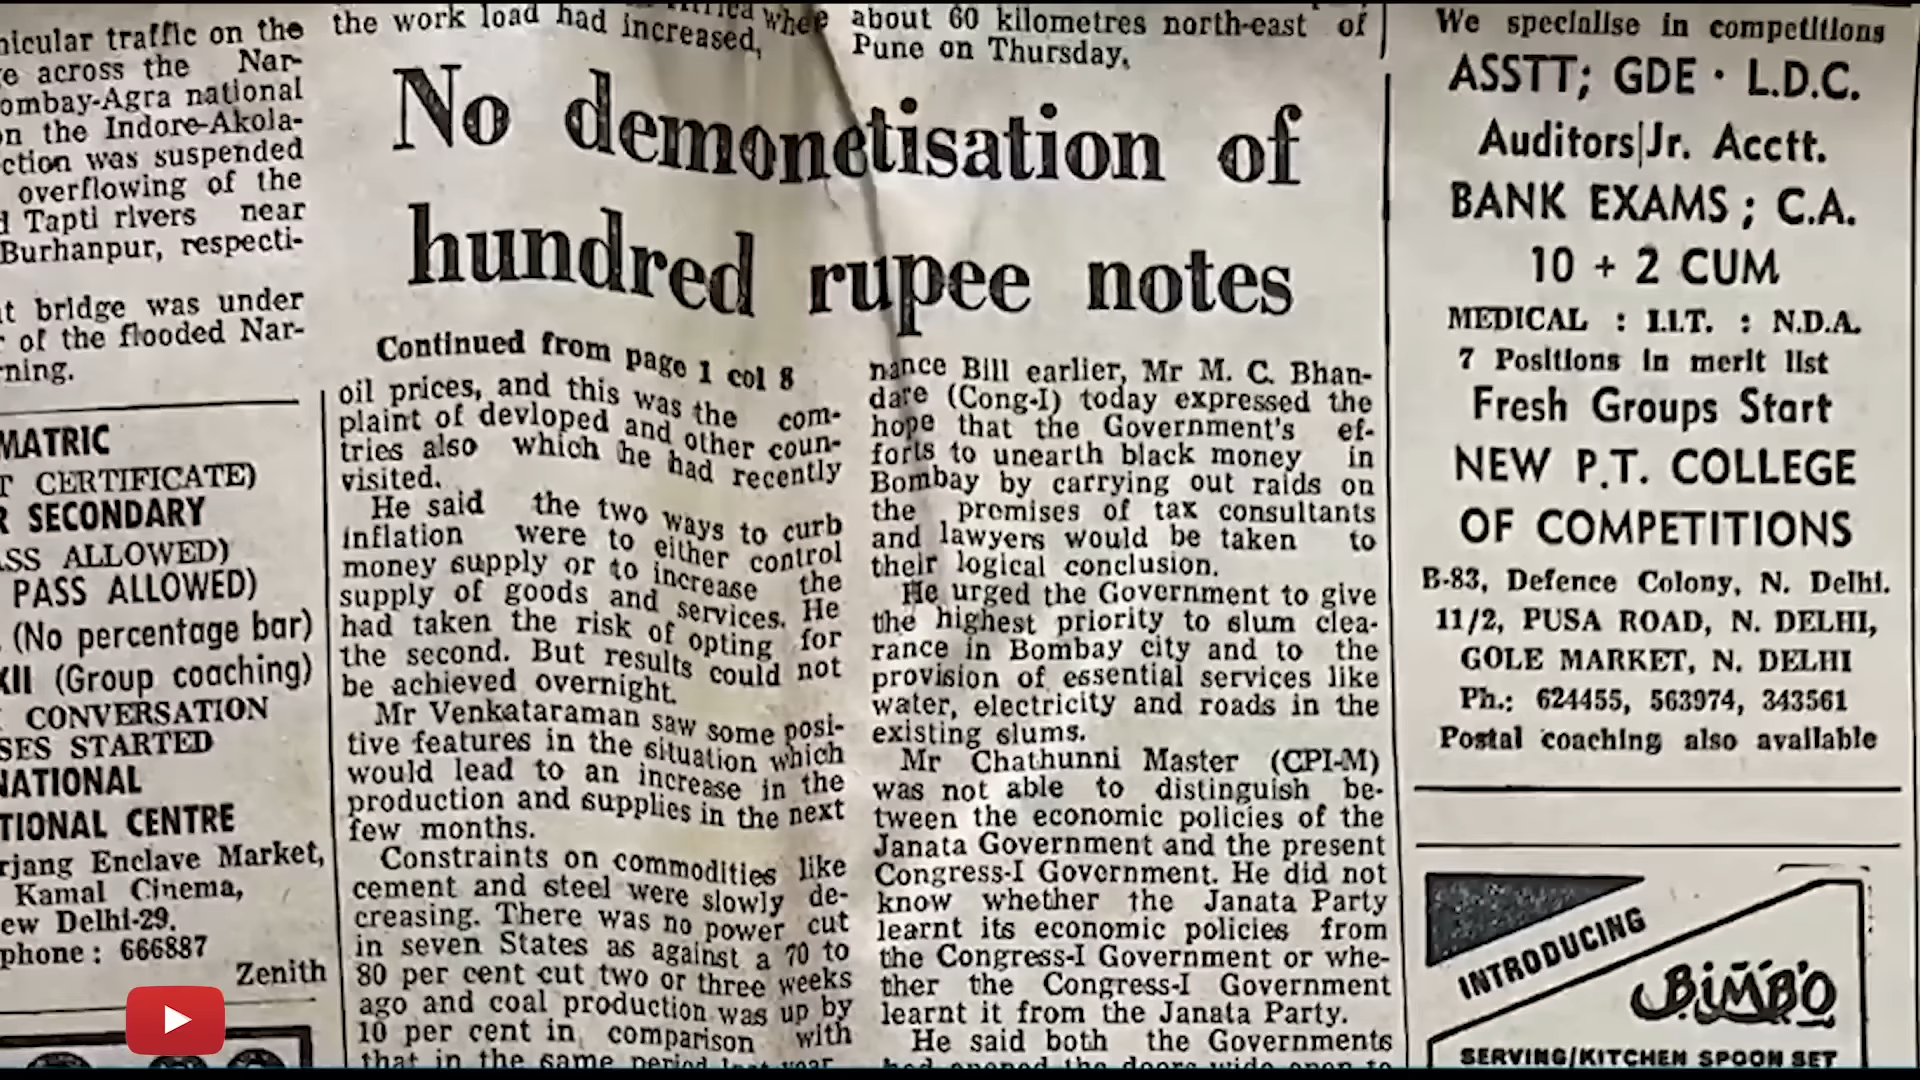 nicular traffic on the
e across the Nar-
ombay-Agra national
on the Indore-Akola-
ction was suspended
overflowing of the
d Tapti rivers near
Burhanpur, respecti-
t bridge was under
r of the flooded Nar-
rning.
MATRIC
T CERTIFICATE)
R SECONDARY
ASS ALLOWED)
PASS ALLOWED)
(No percentage bar)
XII (Group coaching)
CONVERSATION
SES STARTED
NATIONAL
TIONAL CENTRE
rjang Enclave Market,
Kamal Cinema,
ew Delhi-29.
phone : 666887
Zenith
the work load had increased,
about 60 kilometres north-east of
Pune on Thursday.
No demonetisation of
hundred rupee notes
Continued from page 1 col 8
oil prices, and this was the com-
plaint of devloped and other coun-
tries also which he had recently
visited.
He said the two ways to curb
inflation were to either control
money supply or to increase the
supply of goods and services. He
had taken the risk of opting for
the second. But results could not
be achieved overnight.
Mr Venkataraman saw some posi-
tive features in the situation which
would lead to an increase in the
production and supplies in the next
few months.
Constraints on commodities like
cement and steel were slowly de-
creasing. There was no power cut
in seven States as against a 70 to
80 per cent cut two or three weeks
ago and coal production was up by
10 per cent in comparison with
that in the same period last year.
nance Bill earlier, Mr M. C. Bhan-
dare (Cong-I) today expressed the
hope that the Government's ef-
forts to unearth black money in
Bombay by carrying out raids on
the premises of tax consultants
and lawyers would be taken to
their logical conclusion.
He urged the Government to give
the highest priority to slum clea-
rance in Bombay city and to the
provision of essential services like
water, electricity and roads in the
existing slums.
Mr Chathunni Master (CPI-M)
was not able to distinguish be-
tween the economic policies of the
Janata Government and the present
Congress-I Government. He did not
know whether the Janata Party
learnt its economic policies from
the Congress-I Government or whe-
ther the Congress-I Government
learnt it from the Janata Party.
He said both the Governments
had opened the doors wide open to
We specialise in competitions
ASSTT; GDE · L.D.C.
Auditors|Jr. Acctt.
BANK EXAMS ; C.A.
10 + 2 CUM
MEDICAL : I.I.T. : N.D.A.
7 Positions in merit list
Fresh Groups Start
NEW P.T. COLLEGE
OF COMPETITIONS
B-83, Defence Colony, N. Delhi.
11/2, PUSA ROAD, N. DELHI,
GOLE MARKET, N. DELHI
Ph.: 624455, 563974, 343561
Postal coaching also available
INTRODUCING
BIMBO
SERVING/KITCHEN SPOON SET